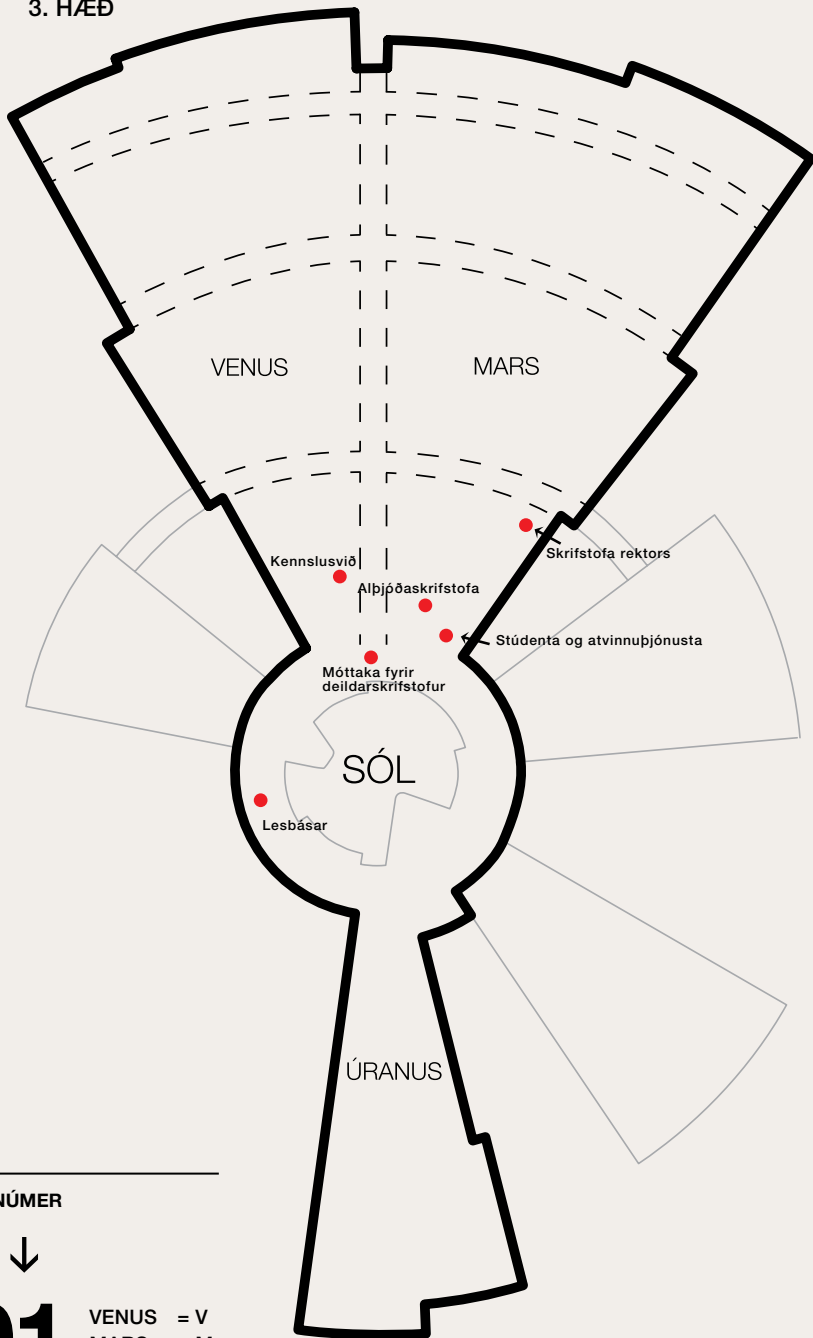 3. HÆÐ
VENUS
MARS
Skrifstofa rektors
Kennslusvið
Alþjóðaskrifstofa
Stúdenta og atvinnuþjónusta
Móttaka fyrir
deildarskrifstofur
SÓL
Lesbásar
ÚRANUS
NÚMER
VENUS = V